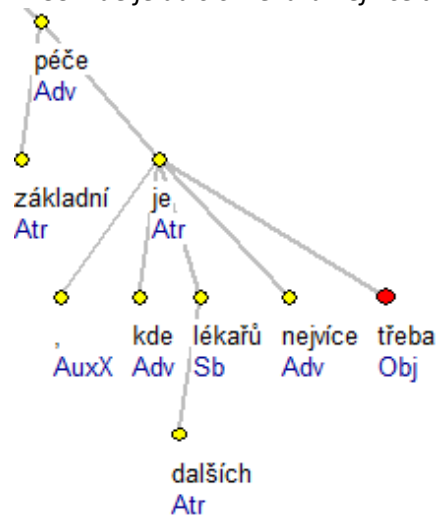 péče
Adv
základní je
Atr Atr
, kde lékařů nejvíce třeba
AuxX Adv Sb Adv Obj
dalších
Atr